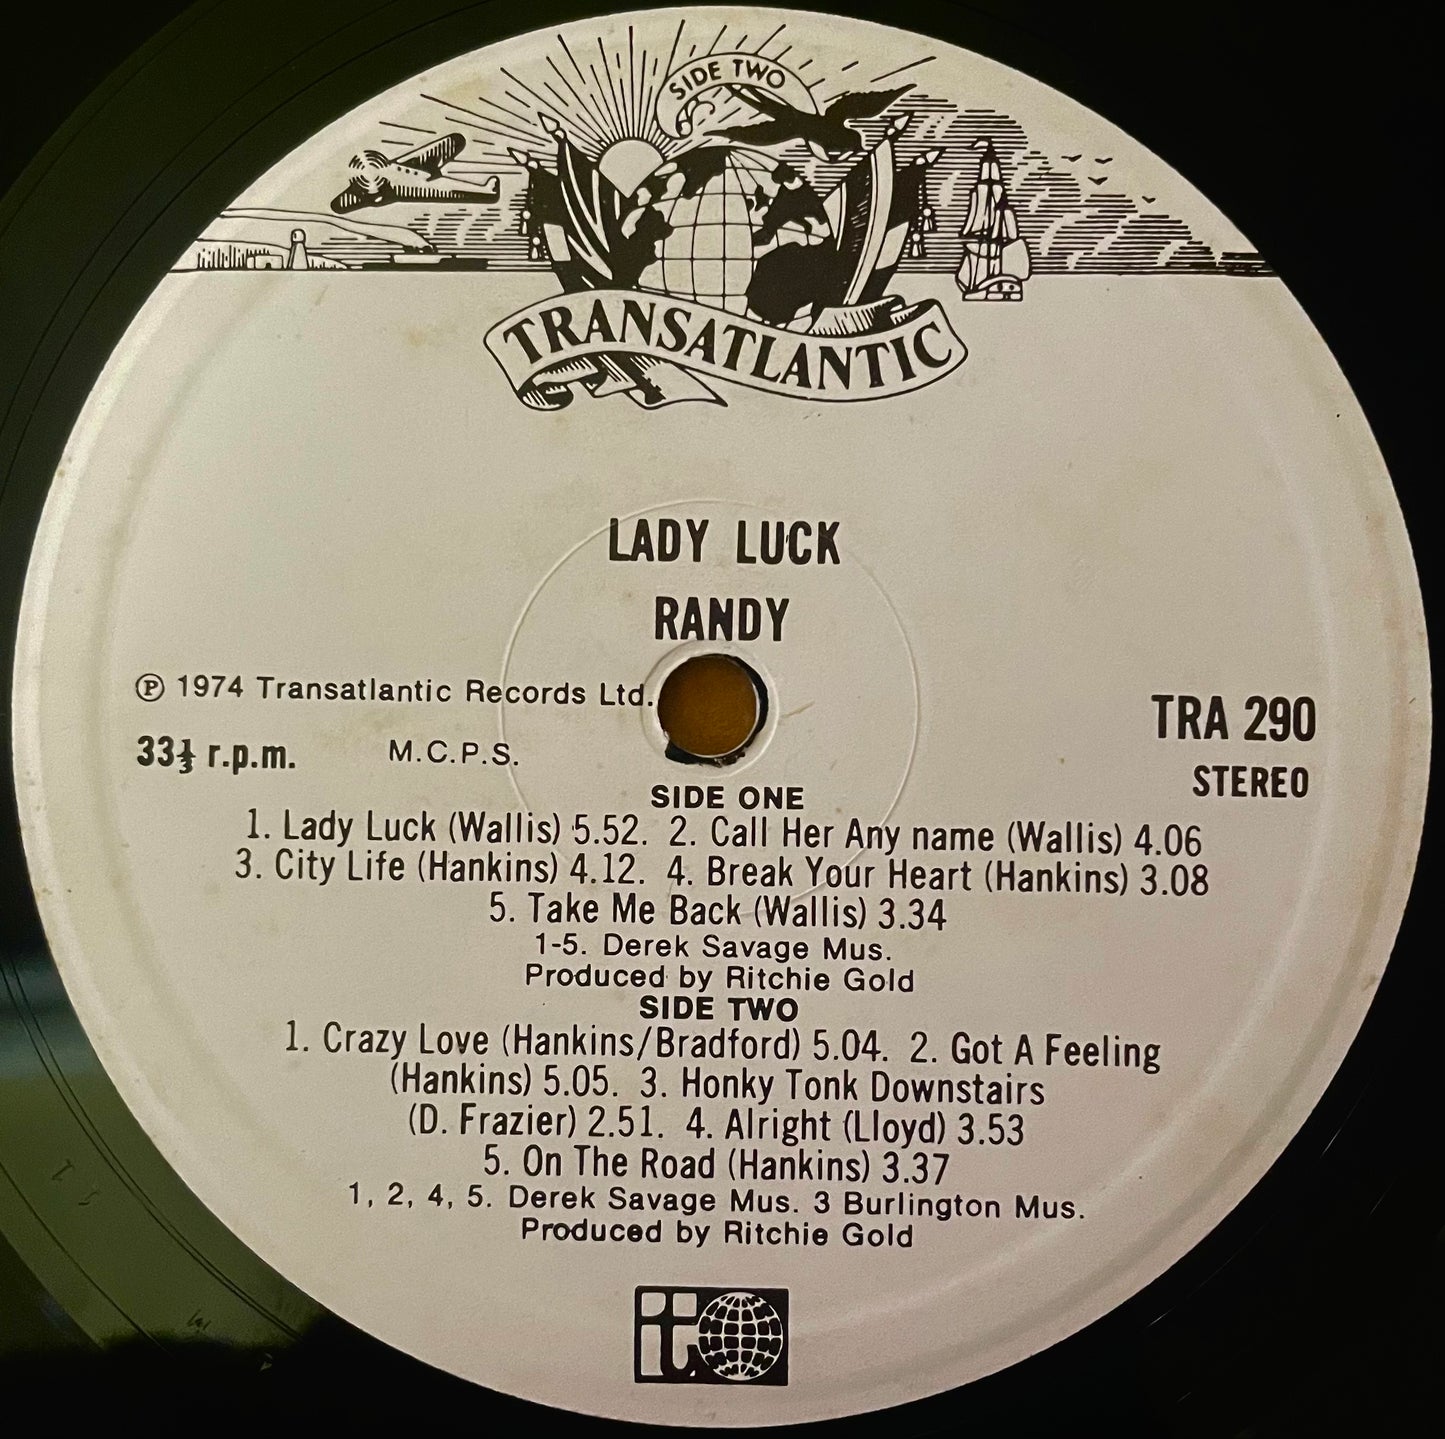 SIDE TWO
TRANSATLANTIC
LADY LUCK
RANDY
Ⓟ 1974 Transatlantic Records Ltd.
TRA 290
33⅓ r.p.m. M.C.P.S.
STEREO
SIDE ONE
1. Lady Luck (Wallis) 5.52. 2. Call Her Any name (Wallis) 4.06
3. City Life (Hankins) 4.12. 4. Break Your Heart (Hankins) 3.08
5. Take Me Back (Wallis) 3.34
1-5. Derek Savage Mus.
Produced by Ritchie Gold
SIDE TWO
1. Crazy Love (Hankins/Bradford) 5.04. 2. Got A Feeling
(Hankins) 5.05. 3. Honky Tonk Downstairs
(D. Frazier) 2.51. 4. Alright (Lloyd) 3.53
5. On The Road (Hankins) 3.37
1, 2, 4, 5. Derek Savage Mus. 3 Burlington Mus.
Produced by Ritchie Gold